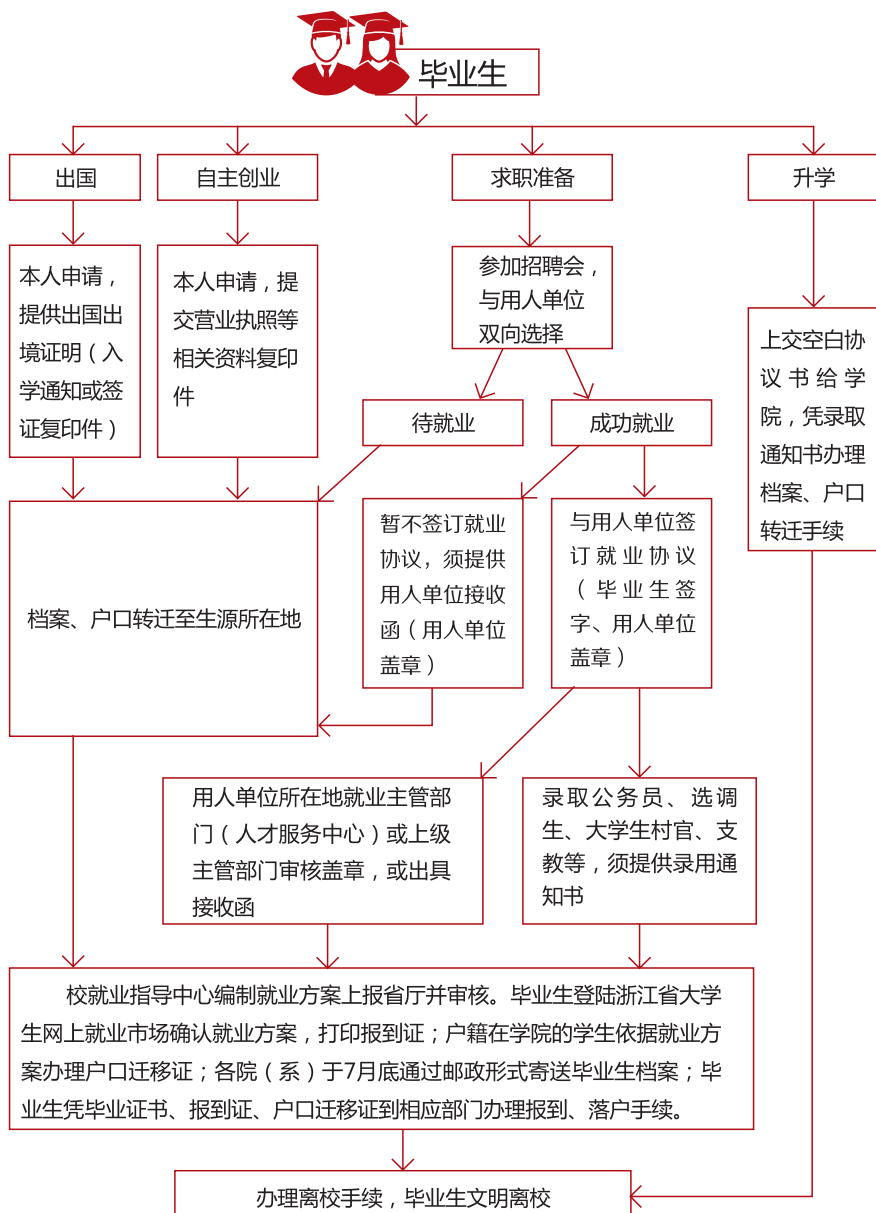 毕业生
出国
自主创业
求职准备
升学
本人申请，
提供出国出
境证明（入
学通知或签
证复印件）
本人申请，提
交营业执照等
相关资料复印
件
参加招聘会，
与用人单位
双向选择
上交空白协
议书给学
院，凭录取
通知书办理
档案、户口
转迁手续
待就业
成功就业
档案、户口转迁至生源所在地
暂不签订就业
协议，须提供
用人单位接收
函（用人单位
盖章）
与用人单位签
订就业协议
（毕业生签
字、用人单位
盖章）
用人单位所在地就业主管部
门（人才服务中心）或上级
主管部门审核盖章，或出具
接收函
录取公务员、选调
生、大学生村官、支
教等，须提供录用通
知书
校就业指导中心编制就业方案上报省厅并审核。毕业生登陆浙江省大学
生网上就业市场确认就业方案，打印报到证；户籍在学院的学生依据就业方
案办理户口迁移证；各院（系）于7月底通过邮政形式寄送毕业生档案；毕
业生凭毕业证书、报到证、户口迁移证到相应部门办理报到、落户手续。
办理离校手续，毕业生文明离校